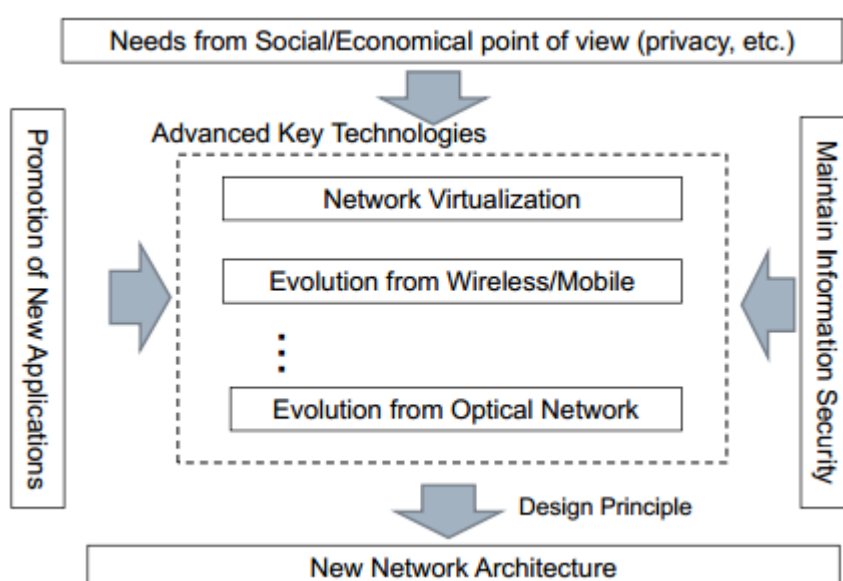 Needs from Social/Economical point of view (privacy, etc.)
Advanced Key Technologies
Promotion of New Applications
Network Virtualization
Evolution from Wireless/Mobile
⋮
Evolution from Optical Network
Maintain Information Security
Design Principle
New Network Architecture